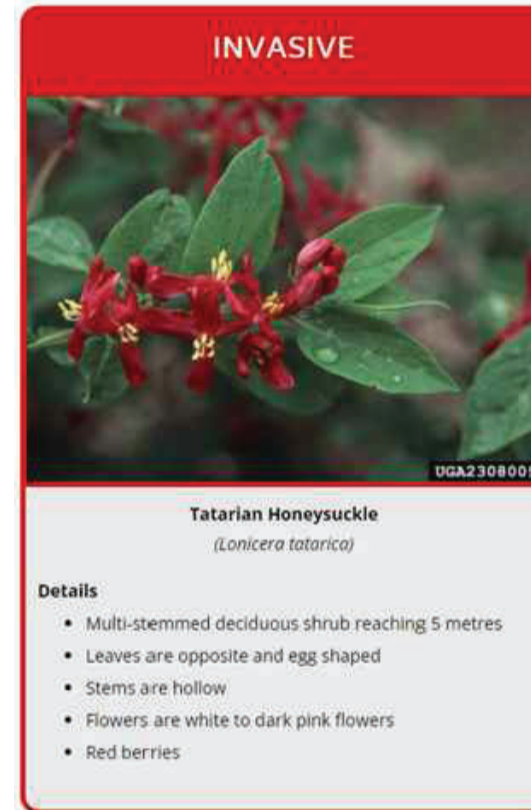 INVASIVE
UGA2308009
Tatarian Honeysuckle
(Lonicera tatarica)
Details
• Multi-stemmed deciduous shrub reaching 5 metres
• Leaves are opposite and egg shaped
• Stems are hollow
• Flowers are white to dark pink flowers
• Red berries